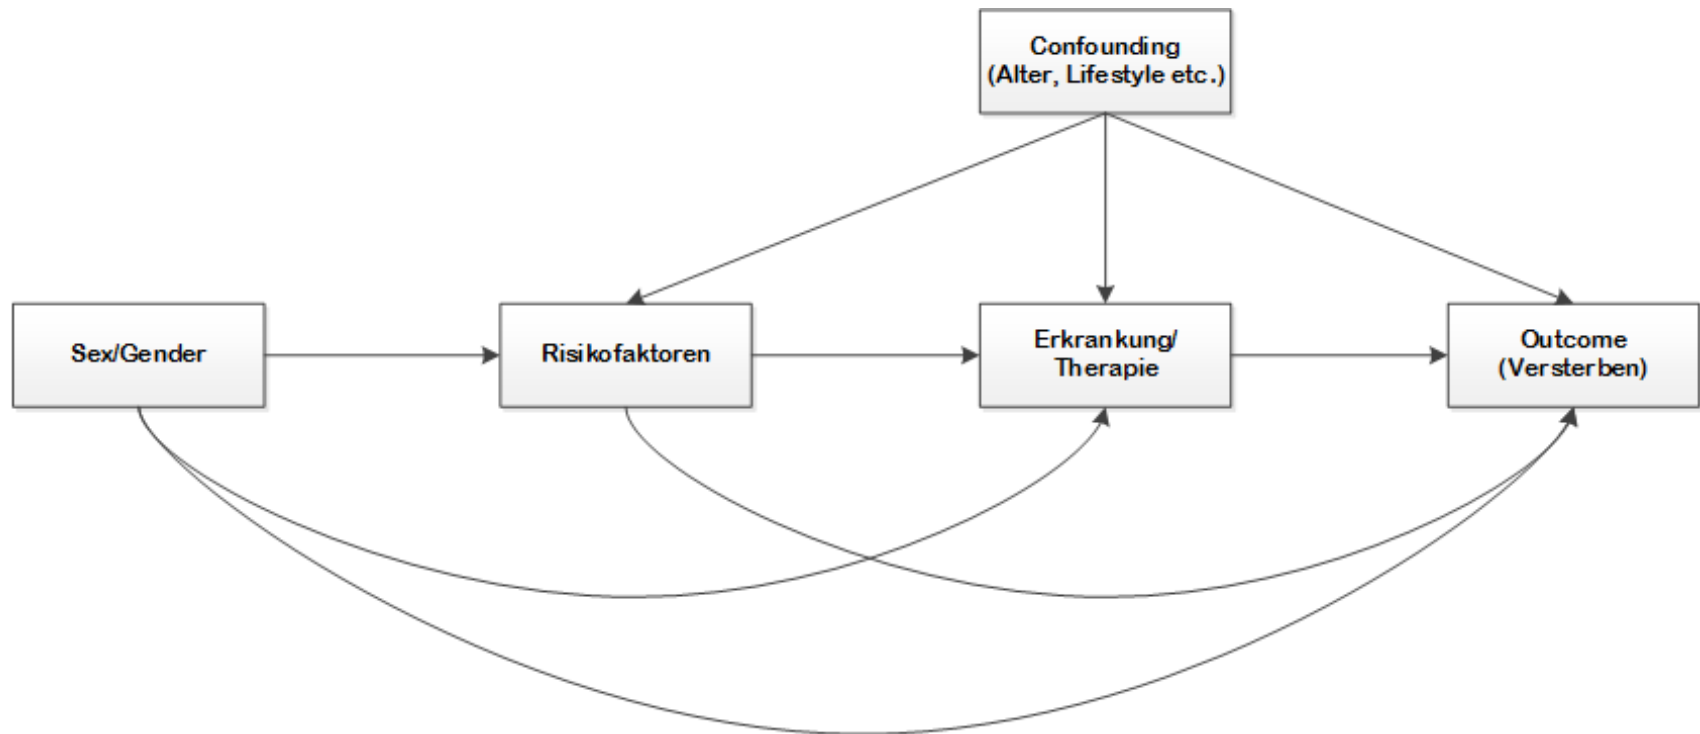 Confounding
(Alter, Lifestyle etc.)
Sex/Gender
Risikofaktoren
Erkrankung/
Therapie
Outcome
(Versterben)